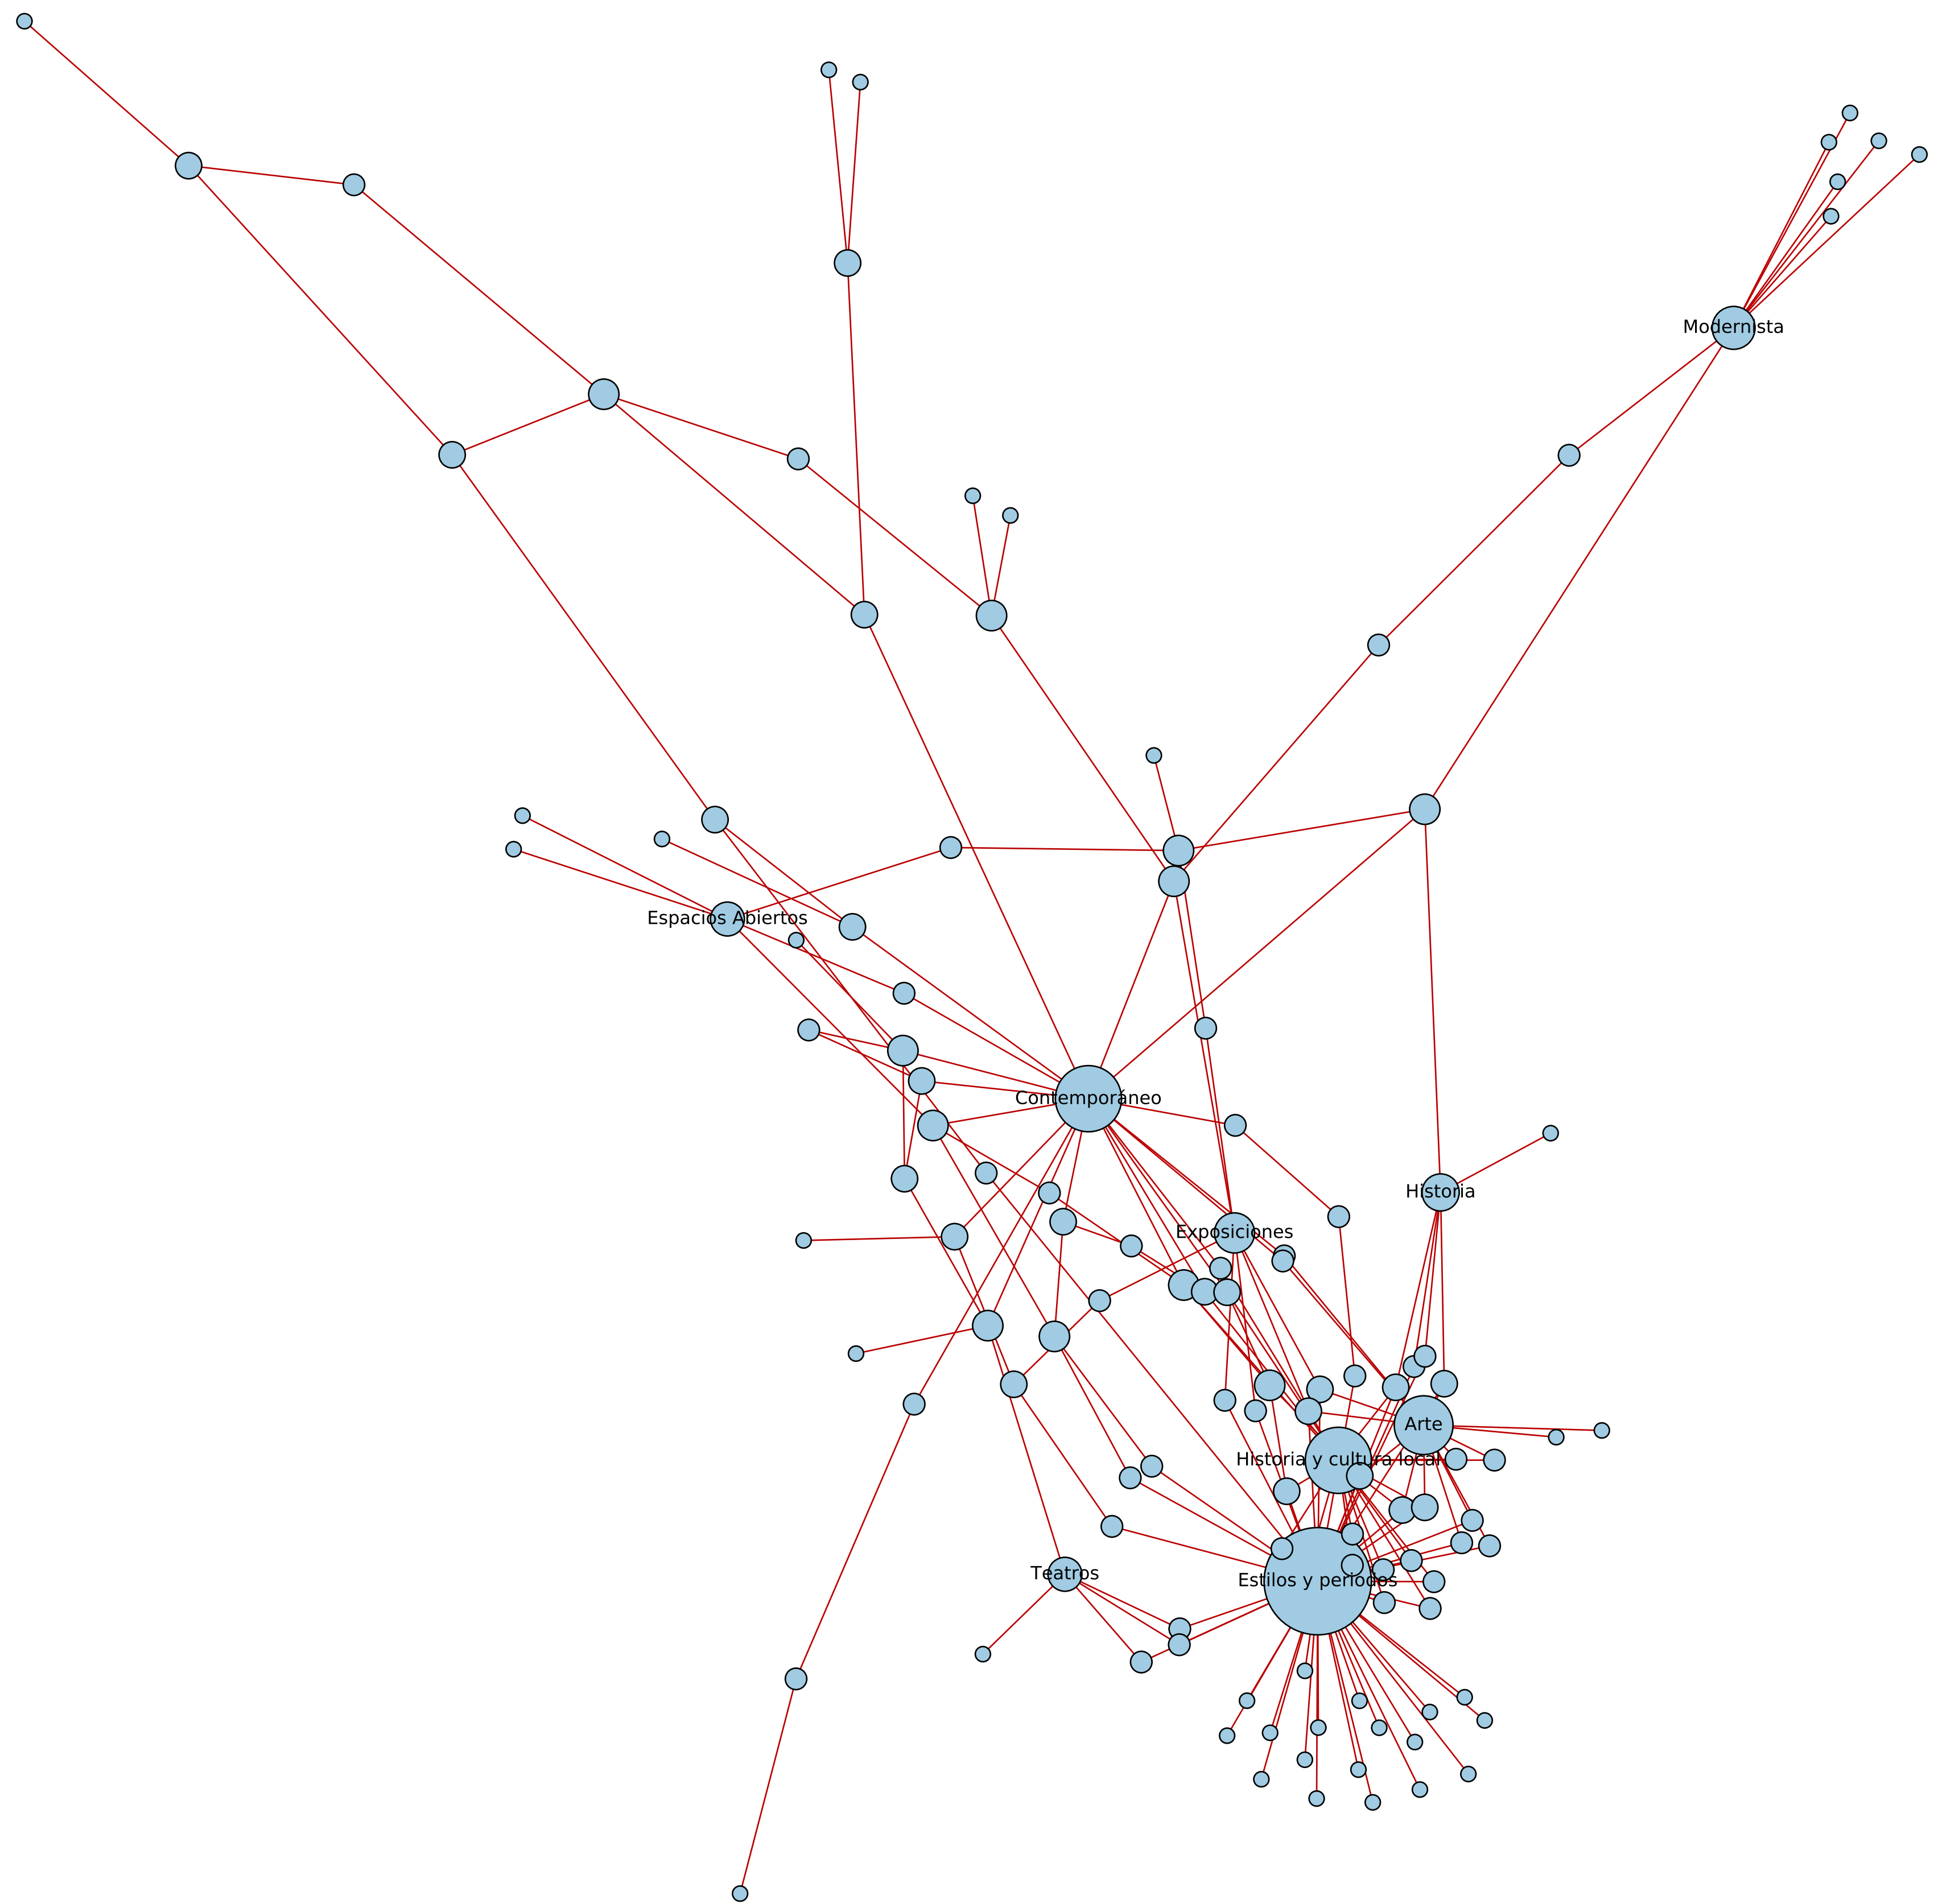 Modernista
Espacios Abiertos
Contemporáneo
Historia
Exposiciones
Arte
Historia y cultura local
Teatros
Estilos y periodos